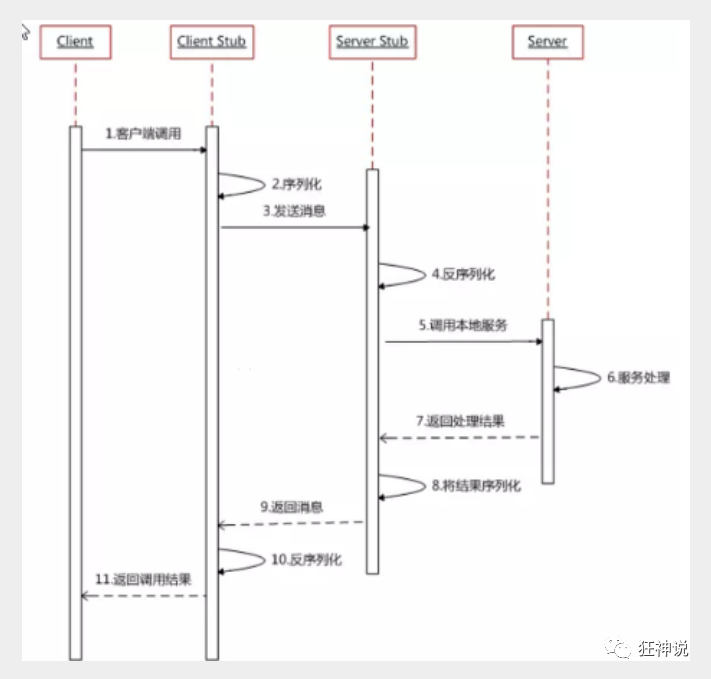 Client
Client Stub
Server Stub
Server
1.客户端调用
2.序列化
3.发送消息
4.反序列化
5.调用本地服务
6.服务处理
7.返回处理结果
8.将结果序列化
9.返回消息
10.反序列化
11.返回调用结果
狂神说